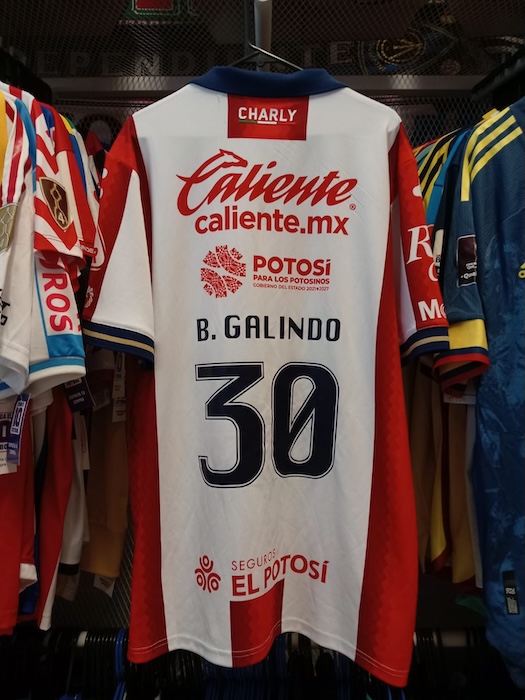 CHARLY
Caliente
caliente.mx
POTOSÍ
PARA LOS POTOSINOS
GOBIERNO DEL ESTADO 2021•2027
B. GALINDO
30
SEGUROS
EL POTOSÍ